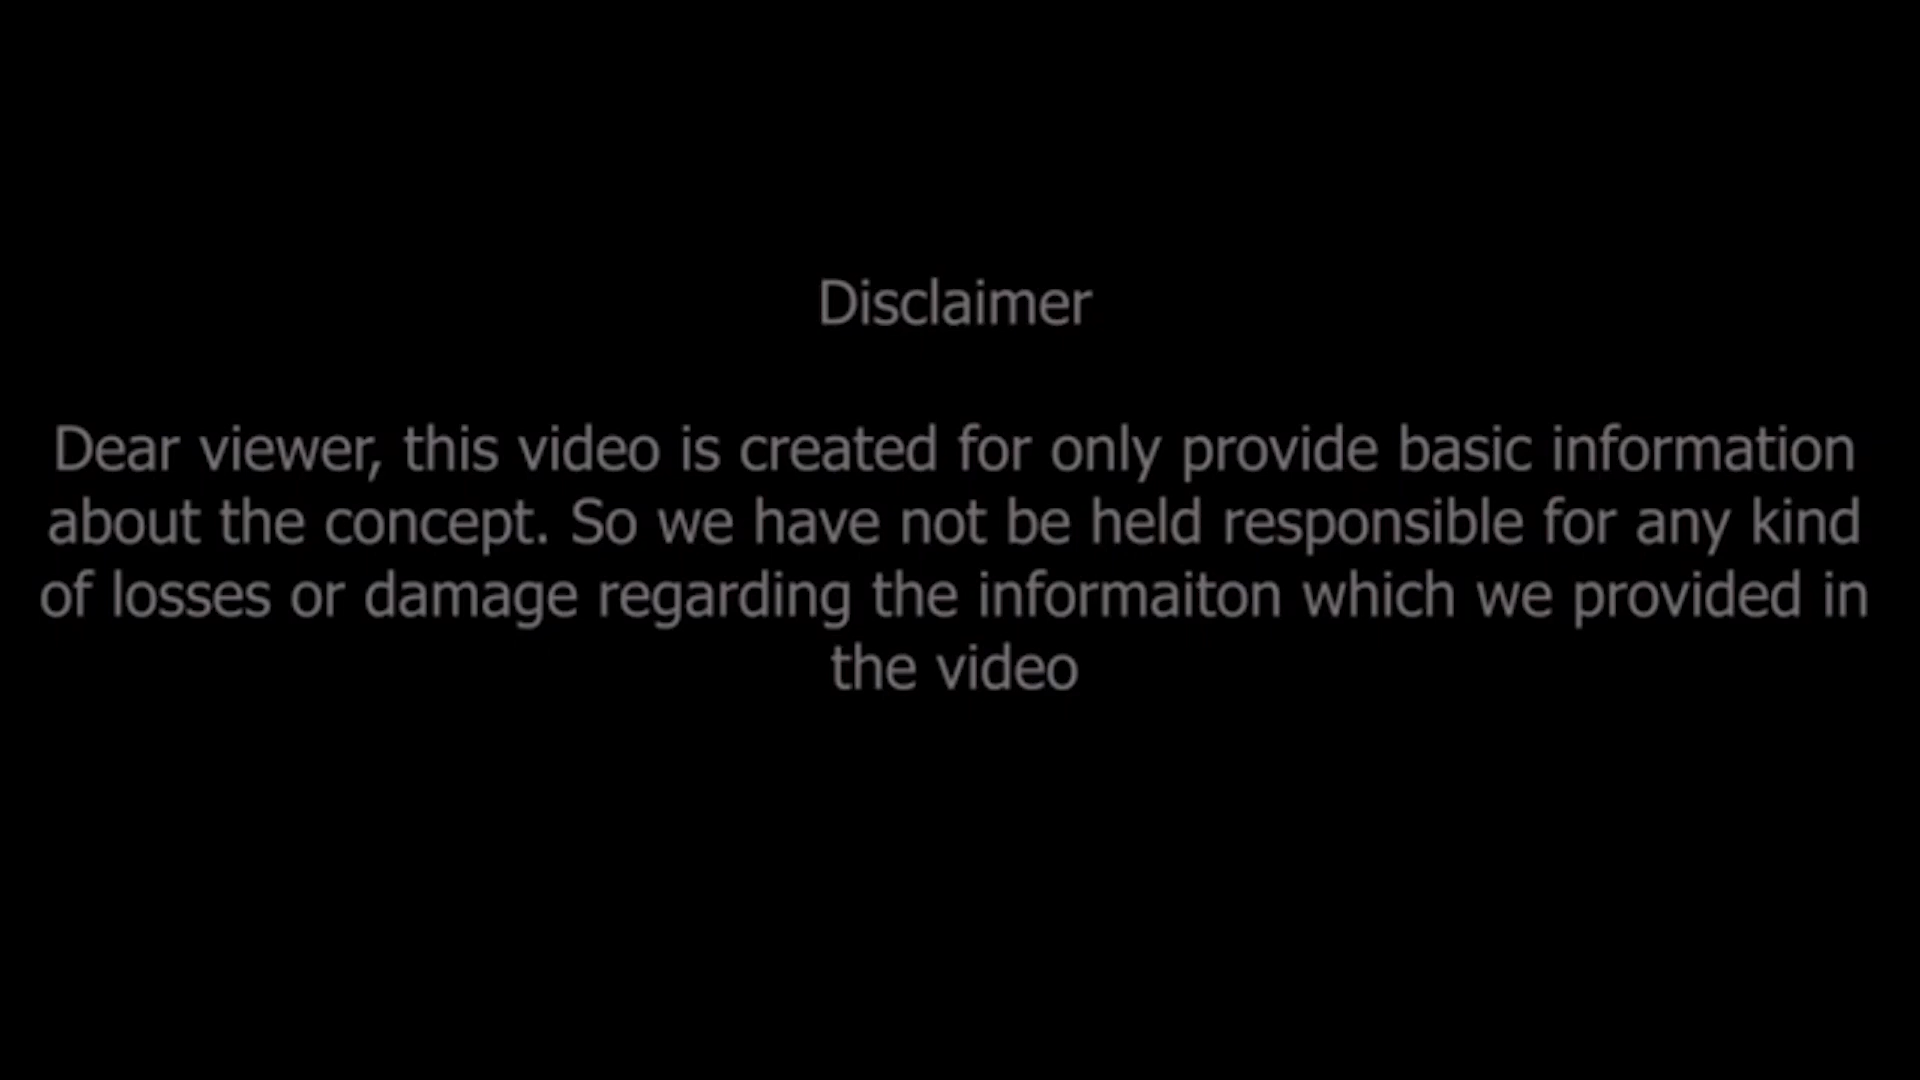 Disclaimer
Dear viewer, this video is created for only provide basic information
about the concept. So we have not be held responsible for any kind
of losses or damage regarding the informaiton which we provided in
the video